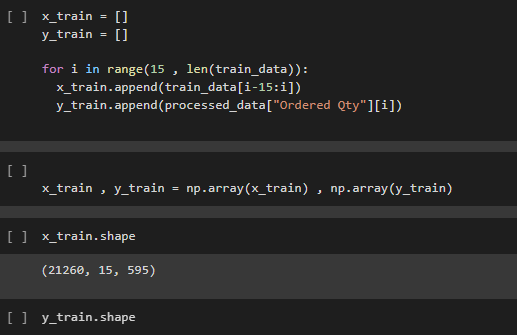 [ ] x_train = []
y_train = []
for i in range(15 , len(train_data)):
x_train.append(train_data[i-15:i])
y_train.append(processed_data["Ordered Qty"][i])
[ ]
x_train , y_train = np.array(x_train) , np.array(y_train)
[ ] x_train.shape
(21260, 15, 595)
[ ] y_train.shape